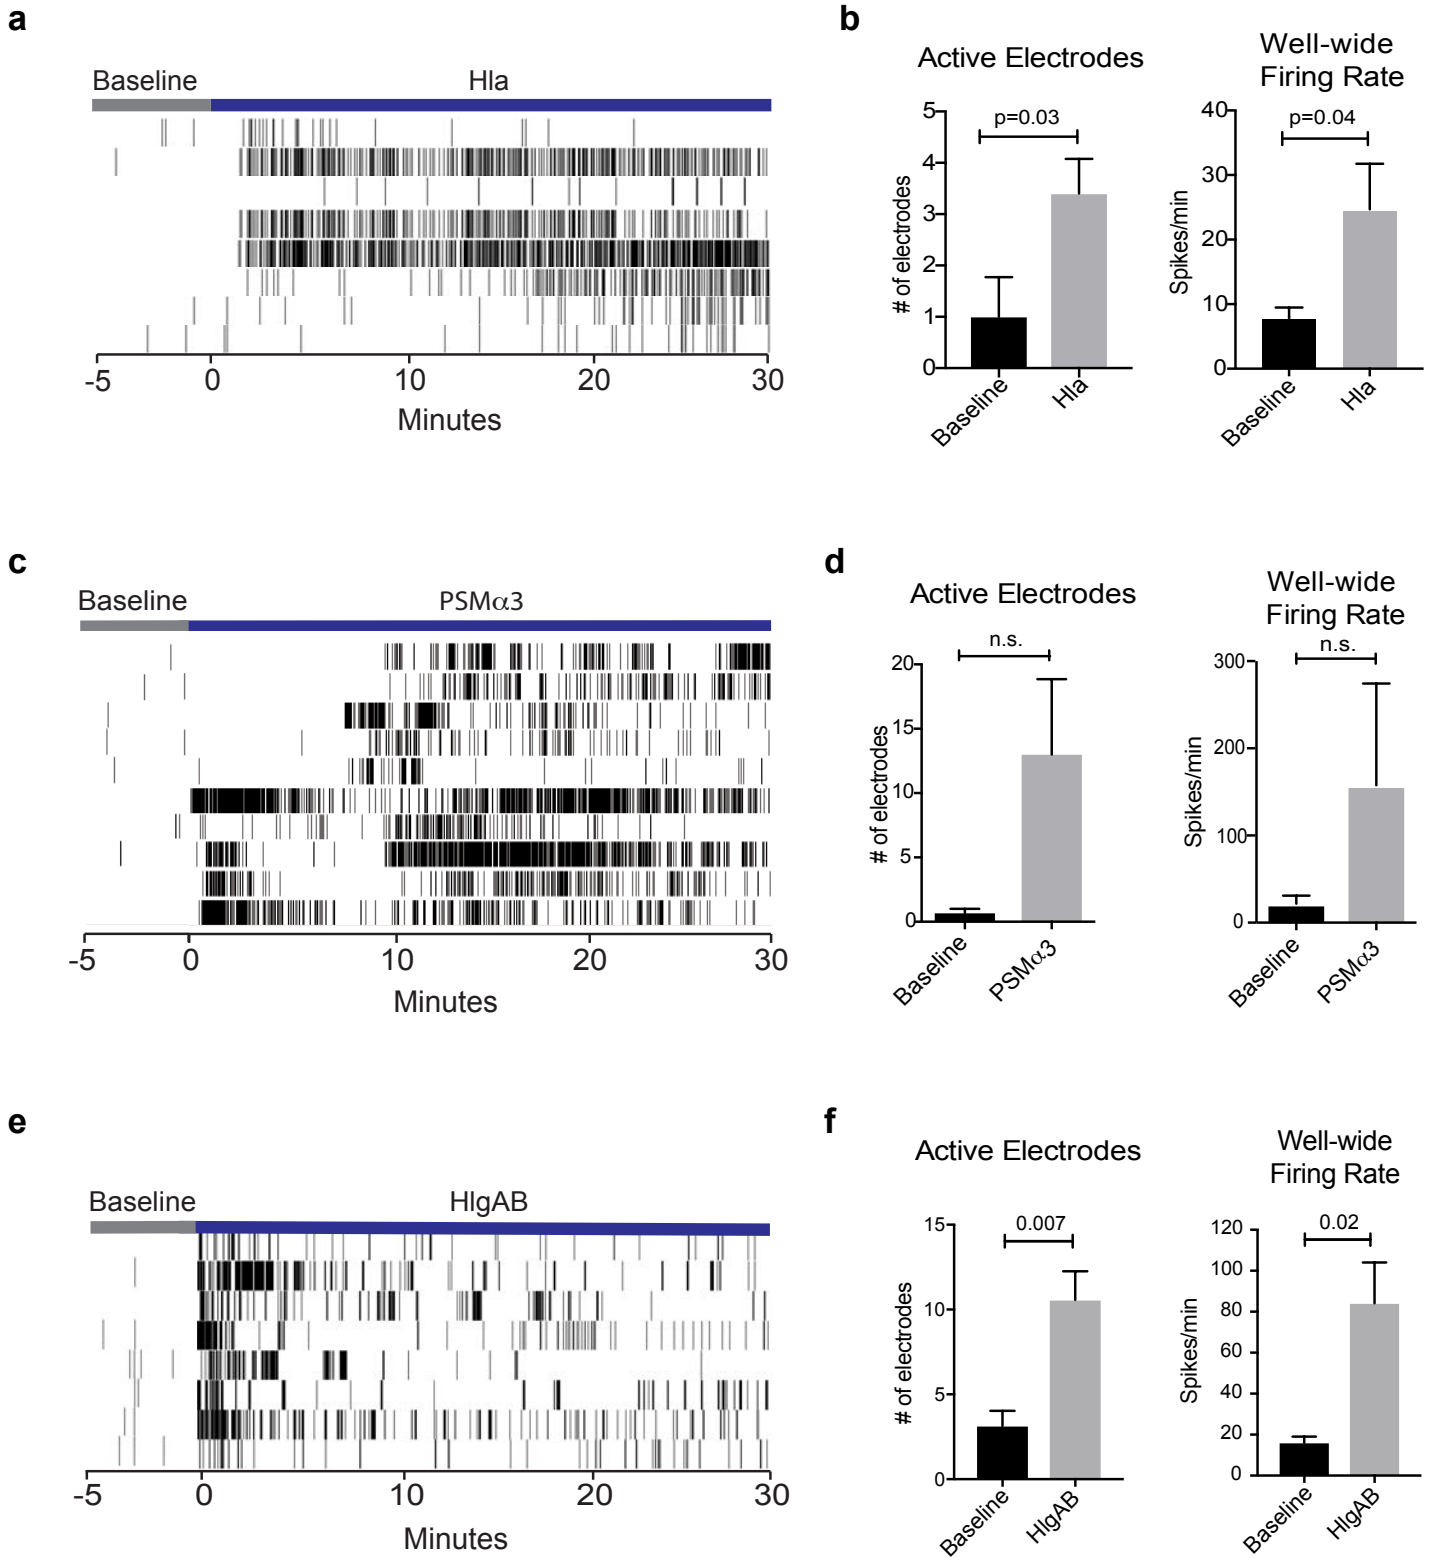 a
Baseline
Hla
-5
0
10
20
30
Minutes
b
Active Electrodes
p=0.03
# of electrodes
5
4
3
2
1
0
Baseline
Hla
Well-wide
Firing Rate
p=0.04
Spikes/min
40
30
20
10
0
Baseline
Hla
c
Baseline
PSMα3
-5
0
10
20
30
Minutes
d
Active Electrodes
n.s.
# of electrodes
20
15
10
5
0
Baseline
PSMα3
Well-wide
Firing Rate
n.s.
Spikes/min
300
200
100
0
Baseline
PSMα3
e
Baseline
HlgAB
-5
0
10
20
30
Minutes
f
Active Electrodes
0.007
# of electrodes
15
10
5
0
Baseline
HlgAB
Well-wide
Firing Rate
0.02
Spikes/min
120
100
80
60
40
20
0
Baseline
HlgAB